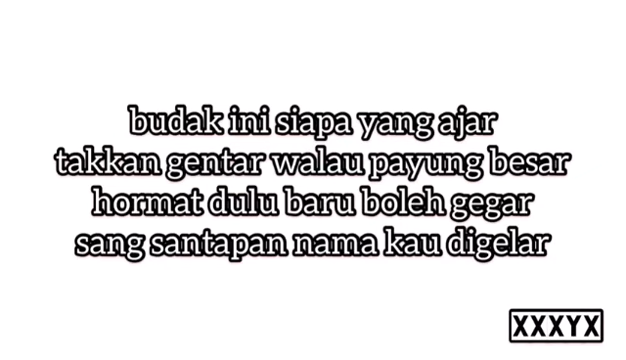 budak ini siapa yang ajar
takkan gentar walau payung besar
hormat dulu baru boleh gegar
sang santapan nama kau digelar
XXXYX